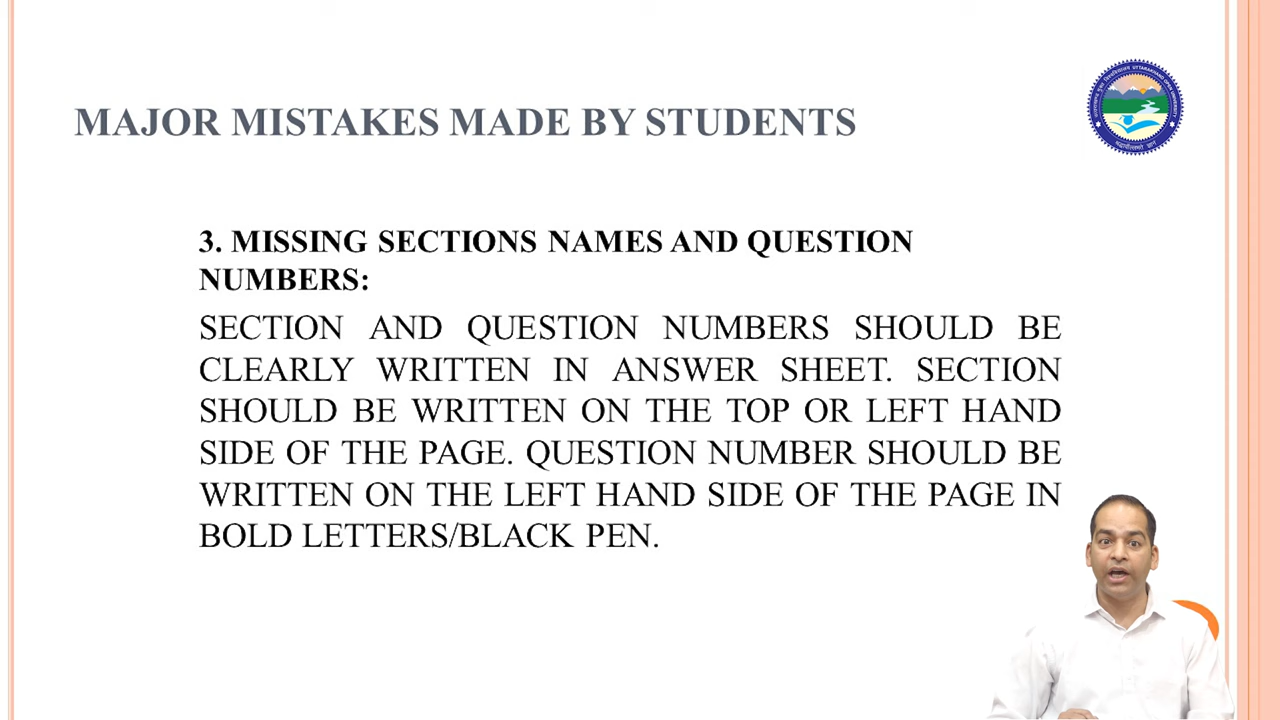 MAJOR MISTAKES MADE BY STUDENTS
3. MISSING SECTIONS NAMES AND QUESTION
NUMBERS:
SECTION AND QUESTION NUMBERS SHOULD BE
CLEARLY WRITTEN IN ANSWER SHEET. SECTION
SHOULD BE WRITTEN ON THE TOP OR LEFT HAND
SIDE OF THE PAGE. QUESTION NUMBER SHOULD BE
WRITTEN ON THE LEFT HAND SIDE OF THE PAGE IN
BOLD LETTERS/BLACK PEN.